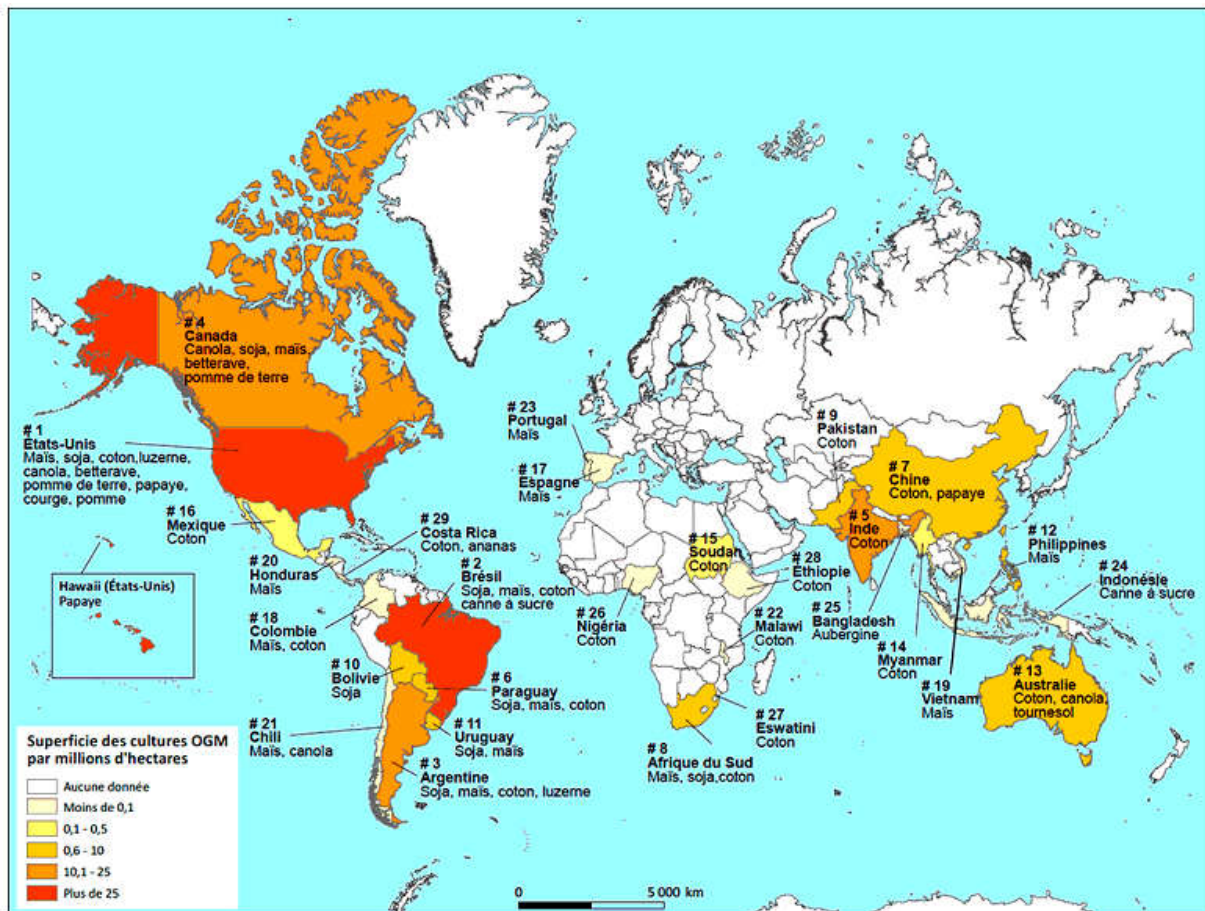 # 4
Canada
Canola, soja, maïs,
betterave,
pomme de terre
# 1
États-Unis
Maïs, soja, coton,luzerne,
canola, betterave,
pomme de terre, papaye,
courge, pomme
# 16
Mexique
Coton
# 29
Costa Rica
Coton, ananas
# 20
Honduras
Maïs
# 2
Brésil
Soja, maïs, coton
canne à sucre
Hawaii (États-Unis)
Papaye
# 18
Colombie
Maïs, coton
# 10
Bolivie
Soja
# 6
Paraguay
Soja, maïs, coton
# 21
Chili
Maïs, canola
# 11
Uruguay
Soja, maïs
# 3
Argentine
Soja, maïs, coton, luzerne
# 23
Portugal
Maïs
# 17
Espagne
Maïs
# 9
Pakistan
Coton
# 7
Chine
Coton, papaye
# 5
Inde
Coton
# 15
Soudan
Coton
# 28
Ethiopie
Coton
# 12
Philippines
Maïs
# 24
Indonésie
Canne à sucre
# 26
Nigéria
Coton
# 22
Malawi
Coton
# 25
Bangladesh
Aubergine
# 14
Myanmar
Coton
# 19
Vietnam
Maïs
# 13
Australie
Coton, canola,
tournesol
# 27
Eswatini
Coton
# 8
Afrique du Sud
Maïs, soja,coton
Superficie des cultures OGM
par millions d'hectares
Aucune donnée
Moins de 0,1
0,1 - 0,5
0,6 - 10
10,1 - 25
Plus de 25
0 5 000 km